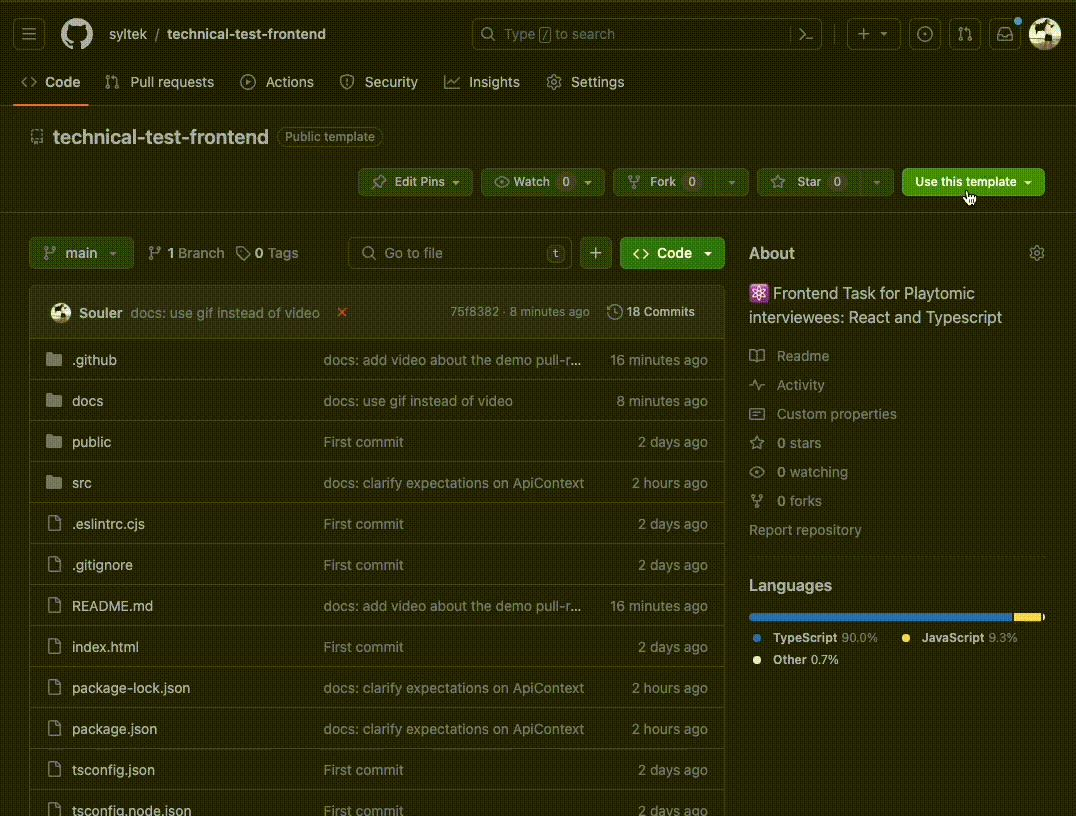 syltek / technical-test-frontend
Type / to search
Code
Pull requests
Actions
Security
Insights
Settings
technical-test-frontend Public template
Edit Pins
Watch 0
Fork 0
Star 0
Use this template
main
1 Branch
0 Tags
Go to file t
Code
Souler docs: use gif instead of video
75f8382 · 8 minutes ago
18 Commits
.github docs: add video about the demo pull-r... 16 minutes ago
docs docs: use gif instead of video 8 minutes ago
public First commit 2 days ago
src docs: clarify expectations on ApiContext 2 hours ago
.eslintrc.cjs First commit 2 days ago
.gitignore First commit 2 days ago
README.md docs: add video about the demo pull-r... 16 minutes ago
index.html First commit 2 days ago
package-lock.json docs: clarify expectations on ApiContext 2 hours ago
package.json docs: clarify expectations on ApiContext 2 hours ago
tsconfig.json First commit 2 days ago
tsconfig.node.json First commit 2 days ago
About
Frontend Task for Playtomic
interviewees: React and Typescript
Readme
Activity
Custom properties
0 stars
0 watching
0 forks
Report repository
Languages
TypeScript 90.0%
JavaScript 9.3%
Other 0.7%